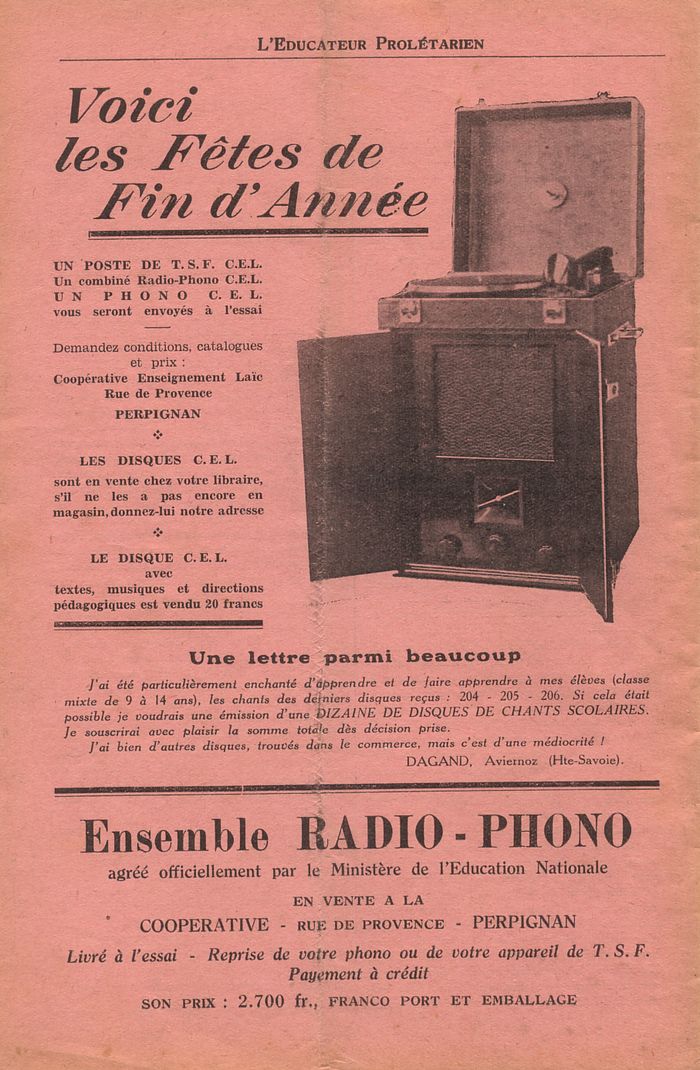 L'Educateur Prolétarien
Voici
les Fêtes de
Fin d'Année
UN POSTE DE T.S.F. C.E.L.
Un combiné Radio-Phono C.E.L.
UN PHONO C. E. L.
vous seront envoyés à l'essai
Demandez conditions, catalogues
et prix :
Coopérative Enseignement Laïc
Rue de Provence
PERPIGNAN
LES DISQUES C.E.L.
sont en vente chez votre libraire,
s'il ne les a pas encore en
magasin, donnez-lui notre adresse
LE DISQUE C.E.L.
avec
textes, musiques et directions
pédagogiques est vendu 20 francs
Une lettre parmi beaucoup
J'ai été particulièrement enchanté d'apprendre et de faire apprendre à mes élèves (classe
mixte de 9 à 14 ans), les chants des derniers disques reçus : 204 - 205 - 206. Si cela était
possible je voudrais une émission d'une DIZAINE DE DISQUES DE CHANTS SCOLAIRES.
Je souscrirai avec plaisir la somme totale dès décision prise.
J'ai bien d'autres disques, trouvés dans le commerce, mais c'est d'une médiocrité !
DAGAND, Aviernoz (Hte-Savoie).
Ensemble RADIO - PHONO
agréé officiellement par le Ministère de l'Education Nationale
EN VENTE A LA
COOPERATIVE - RUE DE PROVENCE - PERPIGNAN
Livré à l'essai - Reprise de votre phono ou de votre appareil de T. S. F.
Payement à crédit
SON PRIX : 2.700 fr., FRANCO PORT ET EMBALLAGE